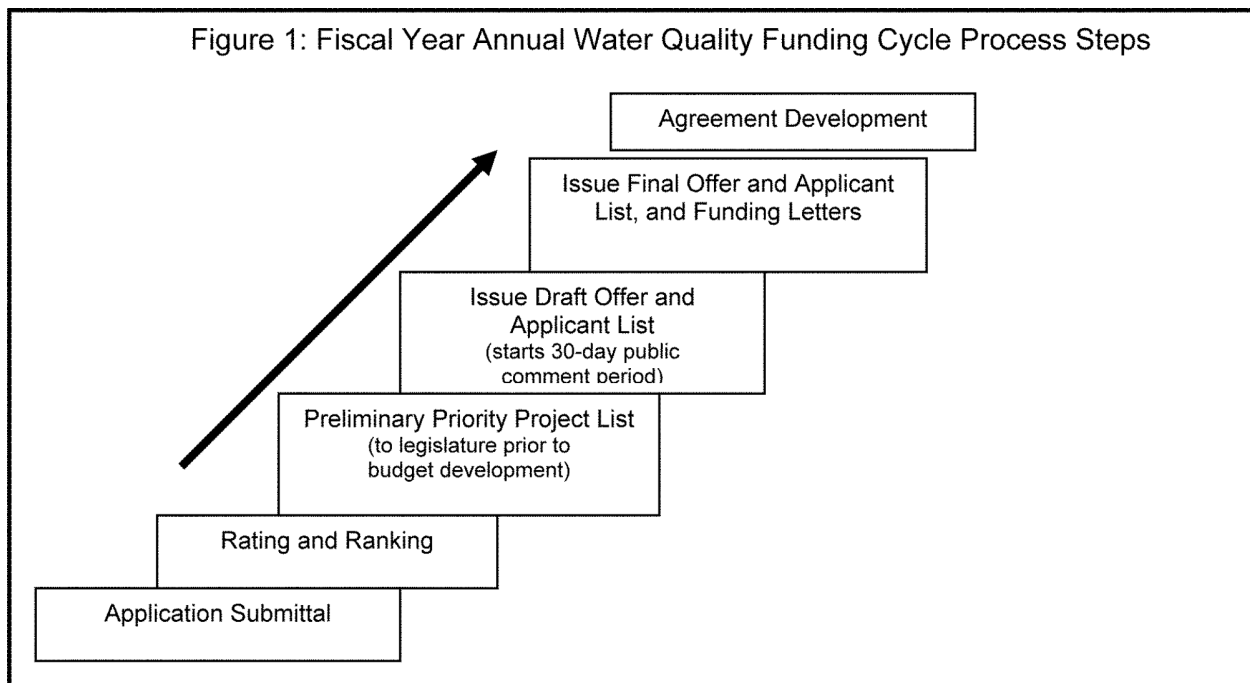 Figure 1: Fiscal Year Annual Water Quality Funding Cycle Process Steps
Agreement Development
Issue Final Offer and Applicant
List, and Funding Letters
Issue Draft Offer and
Applicant List
(starts 30-day public
comment period)
Preliminary Priority Project List
(to legislature prior to
budget development)
Rating and Ranking
Application Submittal